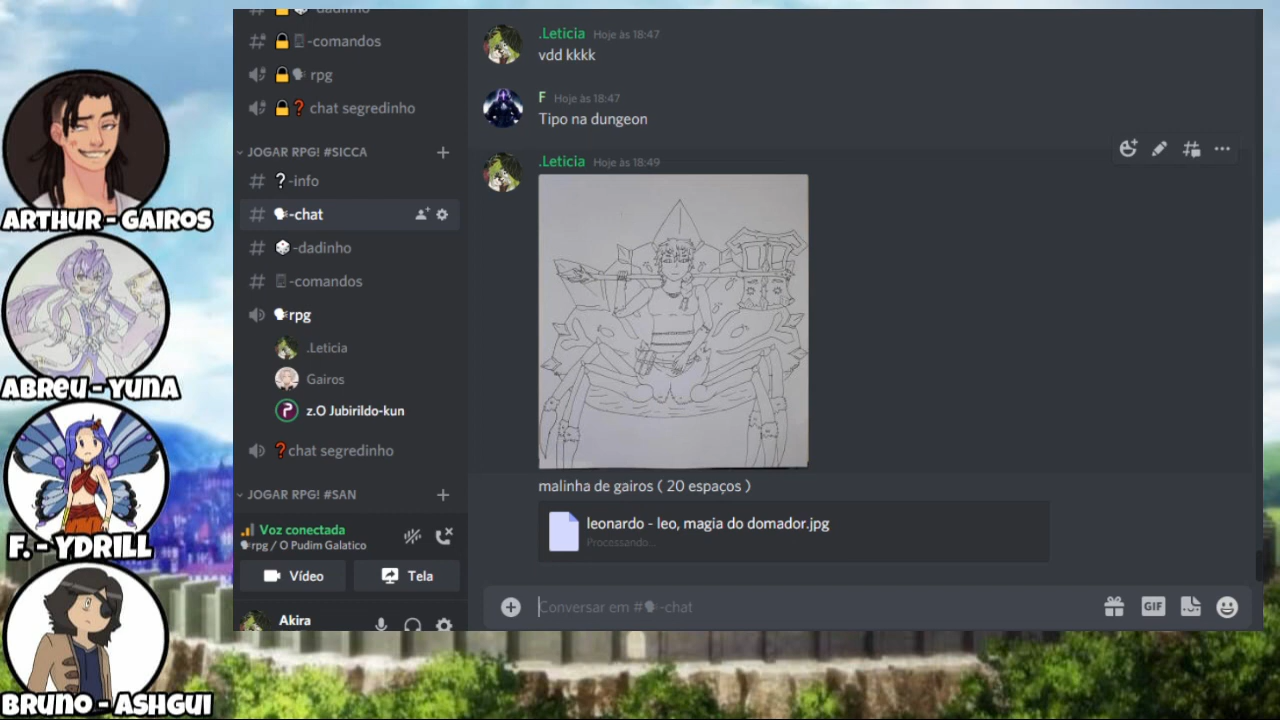 ARTHUR - GAIROS
ABREU - YUNA
F. - YDRILL
BRUNO - ASHGUI
-dadinho
-comandos
rpg
chat segredinho
JOGAR RPG! #SICCA
-info
-chat
-dadinho
-comandos
rpg
.Leticia
Gairos
z.O Jubirildo-kun
chat segredinho
JOGAR RPG! #SAN
Voz conectada
rpg / O Pudim Galatico
Vídeo
Tela
Akira
.Leticia Hoje às 18:47
vdd kkkk
F Hoje às 18:47
Tipo na dungeon
.Leticia Hoje às 18:49
malinha de gairos ( 20 espaços )
leonardo - leo, magia do domador.jpg
Processando...
Conversar em #🗣-chat
GIF